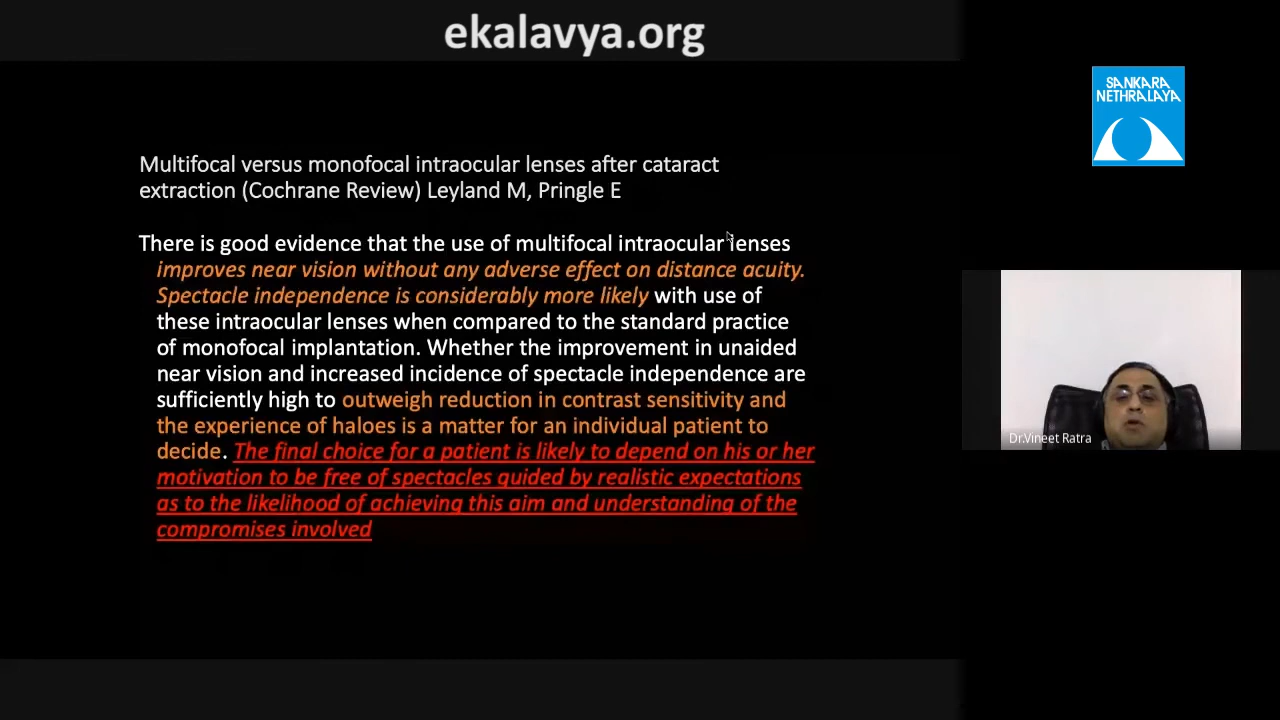 ekalavya.org
SANKARA
NETHRALAYA
Multifocal versus monofocal intraocular lenses after cataract
extraction (Cochrane Review) Leyland M, Pringle E
There is good evidence that the use of multifocal intraocular lenses
improves near vision without any adverse effect on distance acuity.
Spectacle independence is considerably more likely with use of
these intraocular lenses when compared to the standard practice
of monofocal implantation. Whether the improvement in unaided
near vision and increased incidence of spectacle independence are
sufficiently high to outweigh reduction in contrast sensitivity and
the experience of haloes is a matter for an individual patient to
decide. The final choice for a patient is likely to depend on his or her
motivation to be free of spectacles guided by realistic expectations
as to the likelihood of achieving this aim and understanding of the
compromises involved
Dr.Vineet Ratra